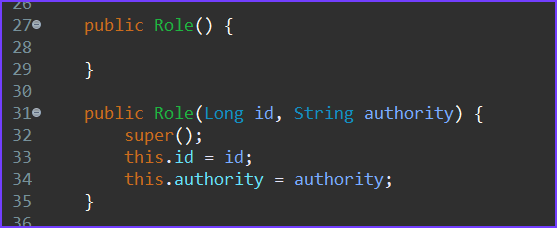 26
27 public Role() {
28
29 }
30
31 public Role(Long id, String authority) {
32 super();
33 this.id = id;
34 this.authority = authority;
35 }
36